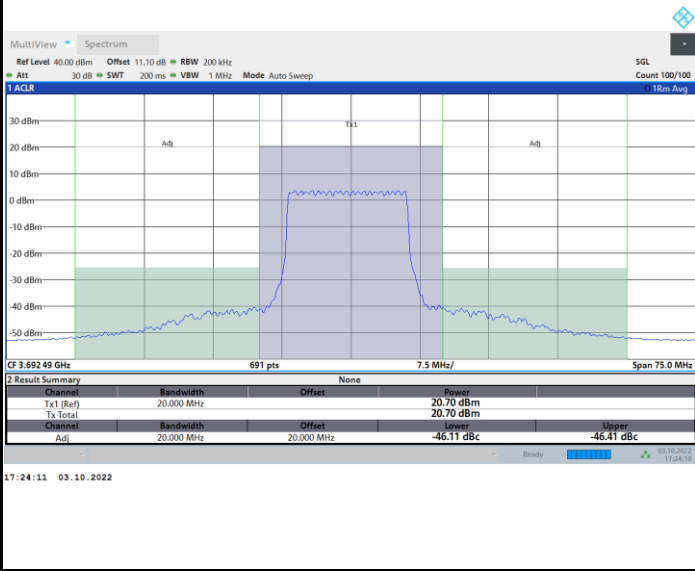 MultiView Spectrum
Ref Level 40.00 dBm Offset 11.10 dB RBW 200 kHz SGL
Att 30 dB SWT 200 ms VBW 1 MHz Mode Auto Sweep Count 100/100
1 ACLR 1Rm Avg
30 dBm
Tx1
Adj Adj
20 dBm
10 dBm
0 dBm
-10 dBm
-20 dBm
-30 dBm
-40 dBm
-50 dBm
CF 3.692 49 GHz 691 pts 7.5 MHz/ Span 75.0 MHz
2 Result Summary None
Channel Bandwidth Offset Power
Tx1 (Ref) 20.000 MHz 20.70 dBm
Tx Total 20.70 dBm
Channel Bandwidth Offset Lower Upper
Adj 20.000 MHz 20.000 MHz -46.11 dBc -46.41 dBc
Ready 03.10.2022
17:24:10
17:24:11 03.10.2022